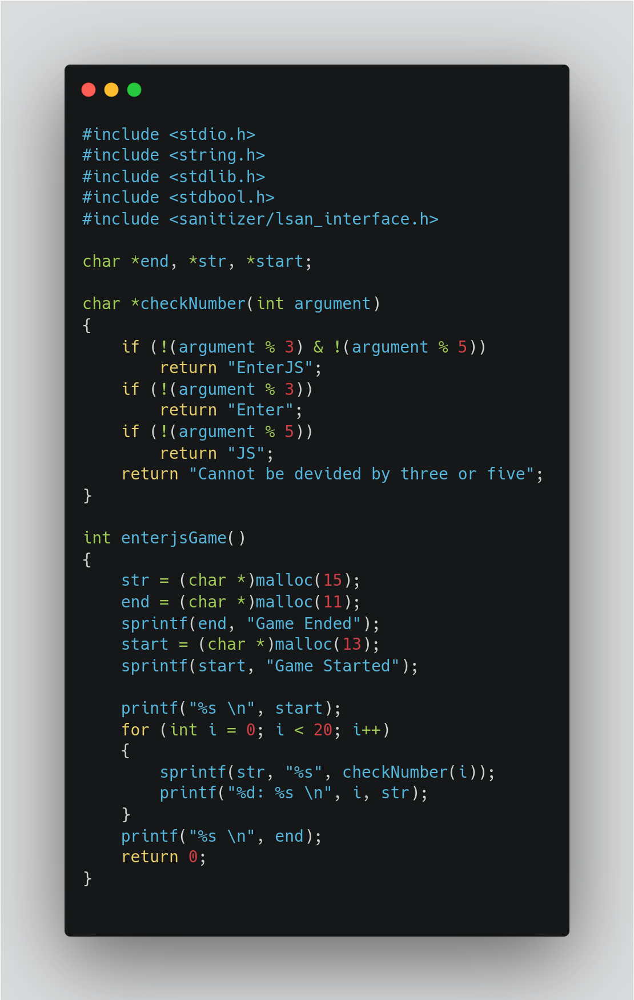 #include <stdio.h>
#include <string.h>
#include <stdlib.h>
#include <stdbool.h>
#include <sanitizer/lsan_interface.h>

char *end, *str, *start;

char *checkNumber(int argument)
{
    if (!(argument % 3) & !(argument % 5))
        return "EnterJS";
    if (!(argument % 3))
        return "Enter";
    if (!(argument % 5))
        return "JS";
    return "Cannot be devided by three or five";
}

int enterjsGame()
{
    str = (char *)malloc(15);
    end = (char *)malloc(11);
    sprintf(end, "Game Ended");
    start = (char *)malloc(13);
    sprintf(start, "Game Started");

    printf("%s \n", start);
    for (int i = 0; i < 20; i++)
    {
        sprintf(str, "%s", checkNumber(i));
        printf("%d: %s \n", i, str);
    }
    printf("%s \n", end);
    return 0;
}